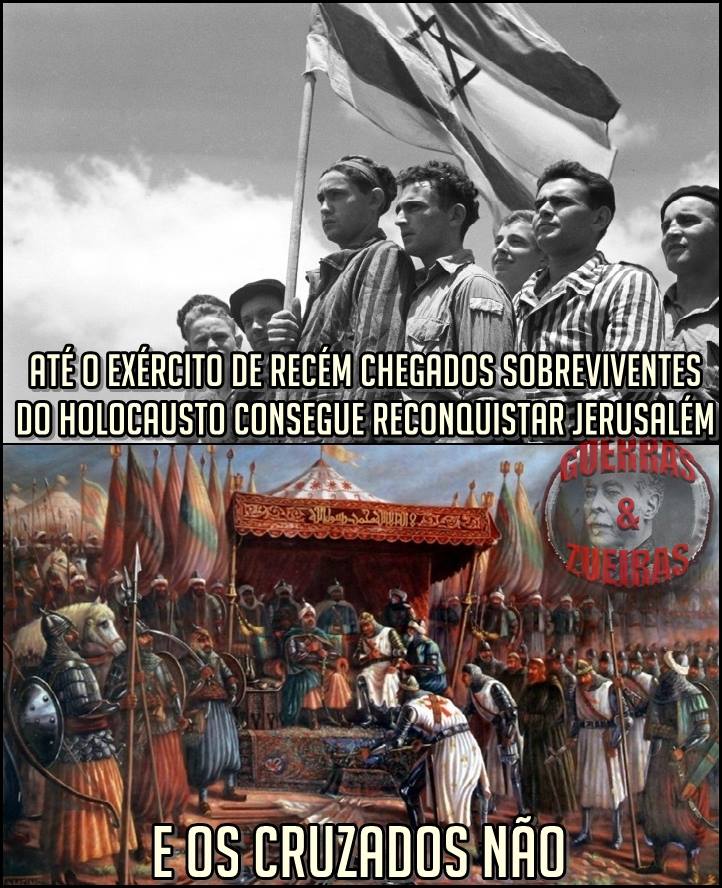 ATÉ O EXÉRCITO DE RECÉM CHEGADOS SOBREVIVENTES
DO HOLOCAUSTO CONSEGUE RECONQUISTAR JERUSALÉM
GUERRAS
&
ZUEIRAS
E OS CRUZADOS NÃO